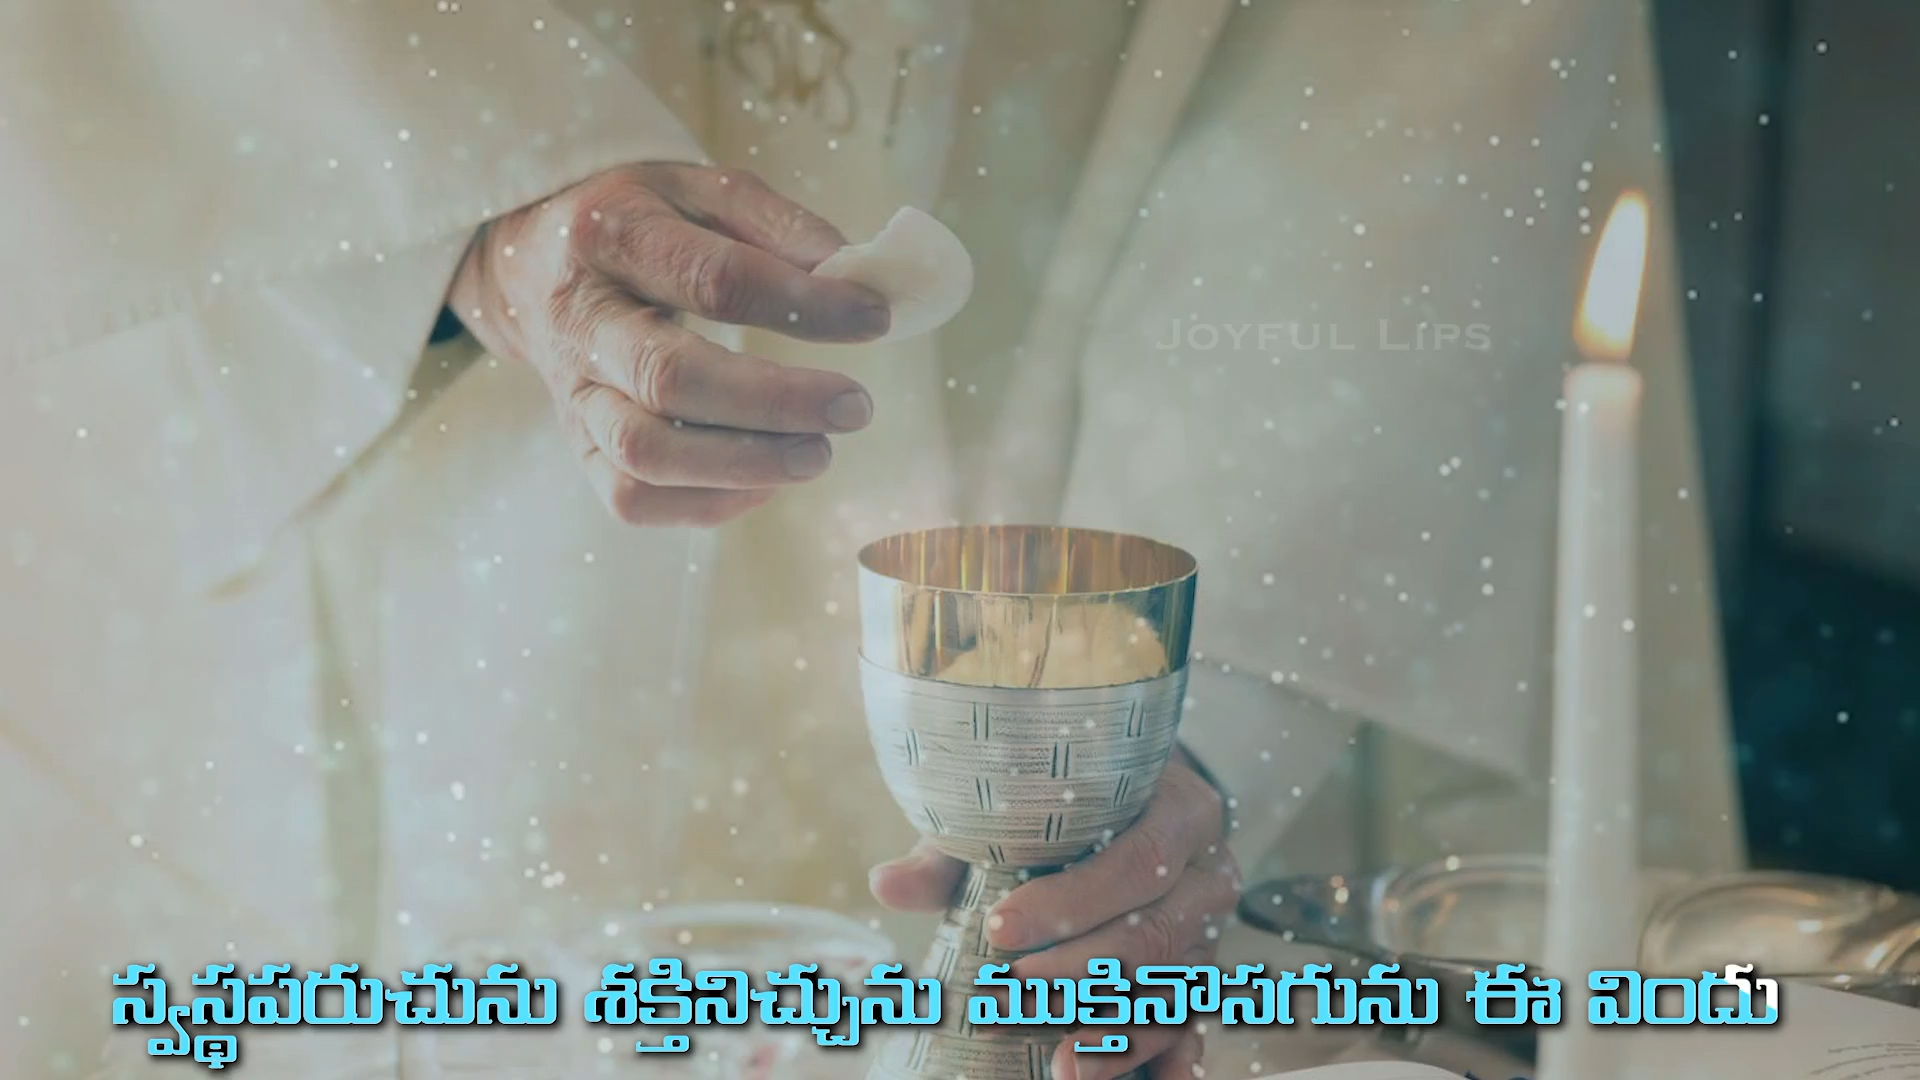 Joyful Lips
స్వస్థపరుచును శక్తినిచ్చును ముక్తినొసగును ఈ విందు